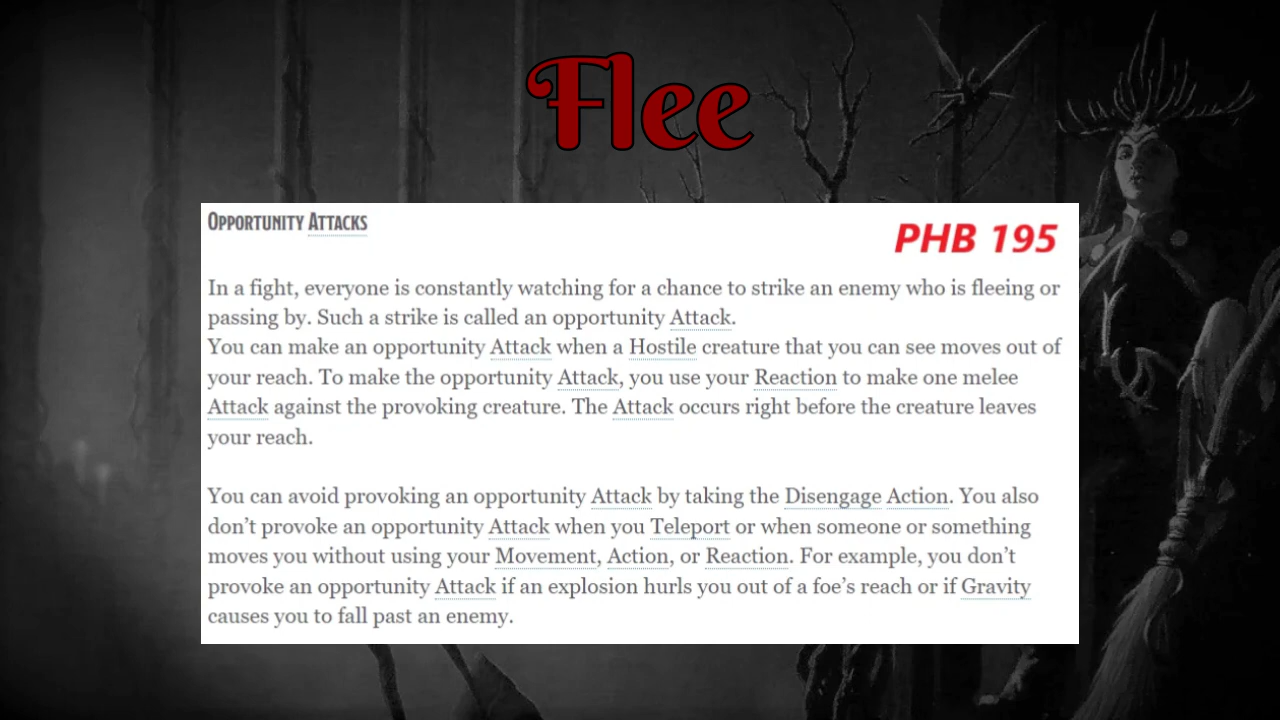 Flee
Opportunity Attacks
PHB 195
In a fight, everyone is constantly watching for a chance to strike an enemy who is fleeing or
passing by. Such a strike is called an opportunity Attack.
You can make an opportunity Attack when a Hostile creature that you can see moves out of
your reach. To make the opportunity Attack, you use your Reaction to make one melee
Attack against the provoking creature. The Attack occurs right before the creature leaves
your reach.
You can avoid provoking an opportunity Attack by taking the Disengage Action. You also
don’t provoke an opportunity Attack when you Teleport or when someone or something
moves you without using your Movement, Action, or Reaction. For example, you don’t
provoke an opportunity Attack if an explosion hurls you out of a foe’s reach or if Gravity
causes you to fall past an enemy.